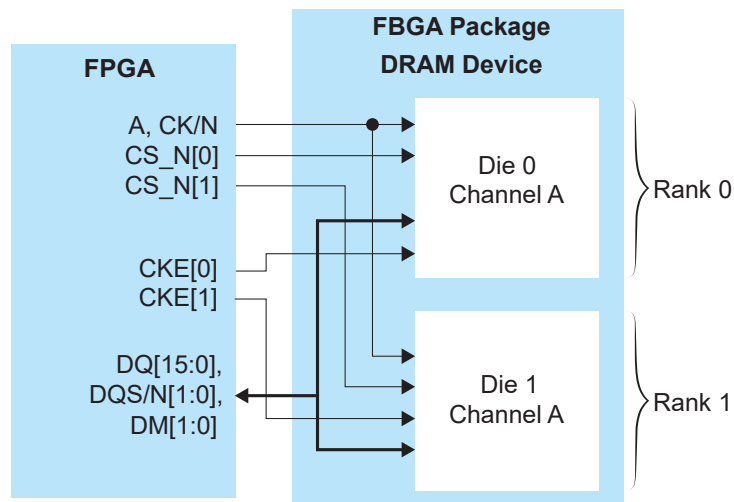 FBGA Package
DRAM Device
FPGA
A, CK/N
CS_N[0]
CS_N[1]
CKE[0]
CKE[1]
DQ[15:0],
DQS/N[1:0],
DM[1:0]
Die 0
Channel A
Rank 0
Die 1
Channel A
Rank 1